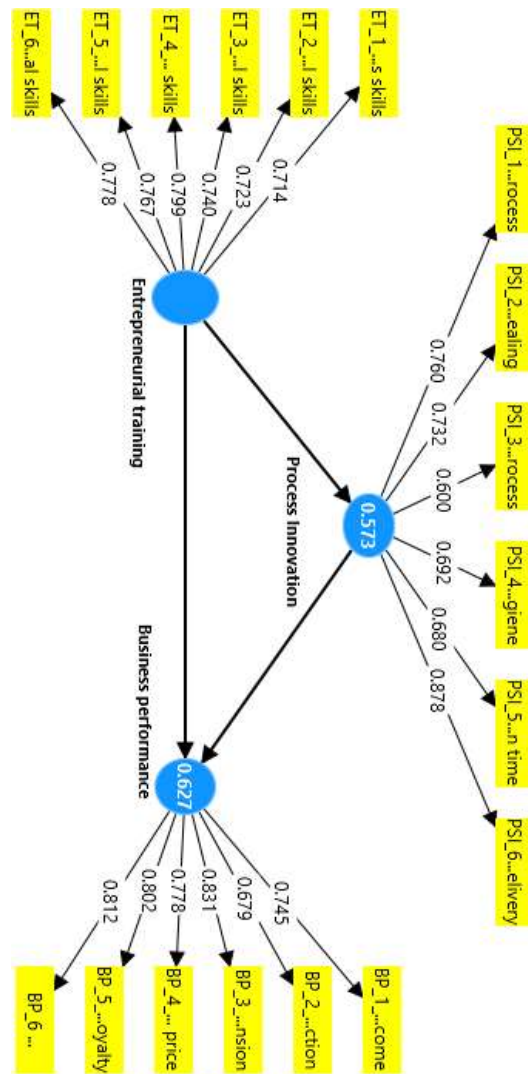 PSI_1...rocess
PSI_2...ealing
PSI_3...rocess
PSI_4...giene
PSI_5...n time
PSI_6...elivery
0.760
0.732
0.600
0.692
0.680
0.878
0.573
Process Innovation
ET_1...s skills
ET_2...l skills
ET_3...l skills
ET_4... skills
ET_5...l skills
ET_6...al skills
0.714
0.723
0.740
0.799
0.767
0.778
Entrepreneurial training
0.627
Business performance
0.745
0.679
0.831
0.778
0.802
0.812
BP_1...come
BP_2...ction
BP_3...nsion
BP_4... price
BP_5...oyalty
BP_6 ...